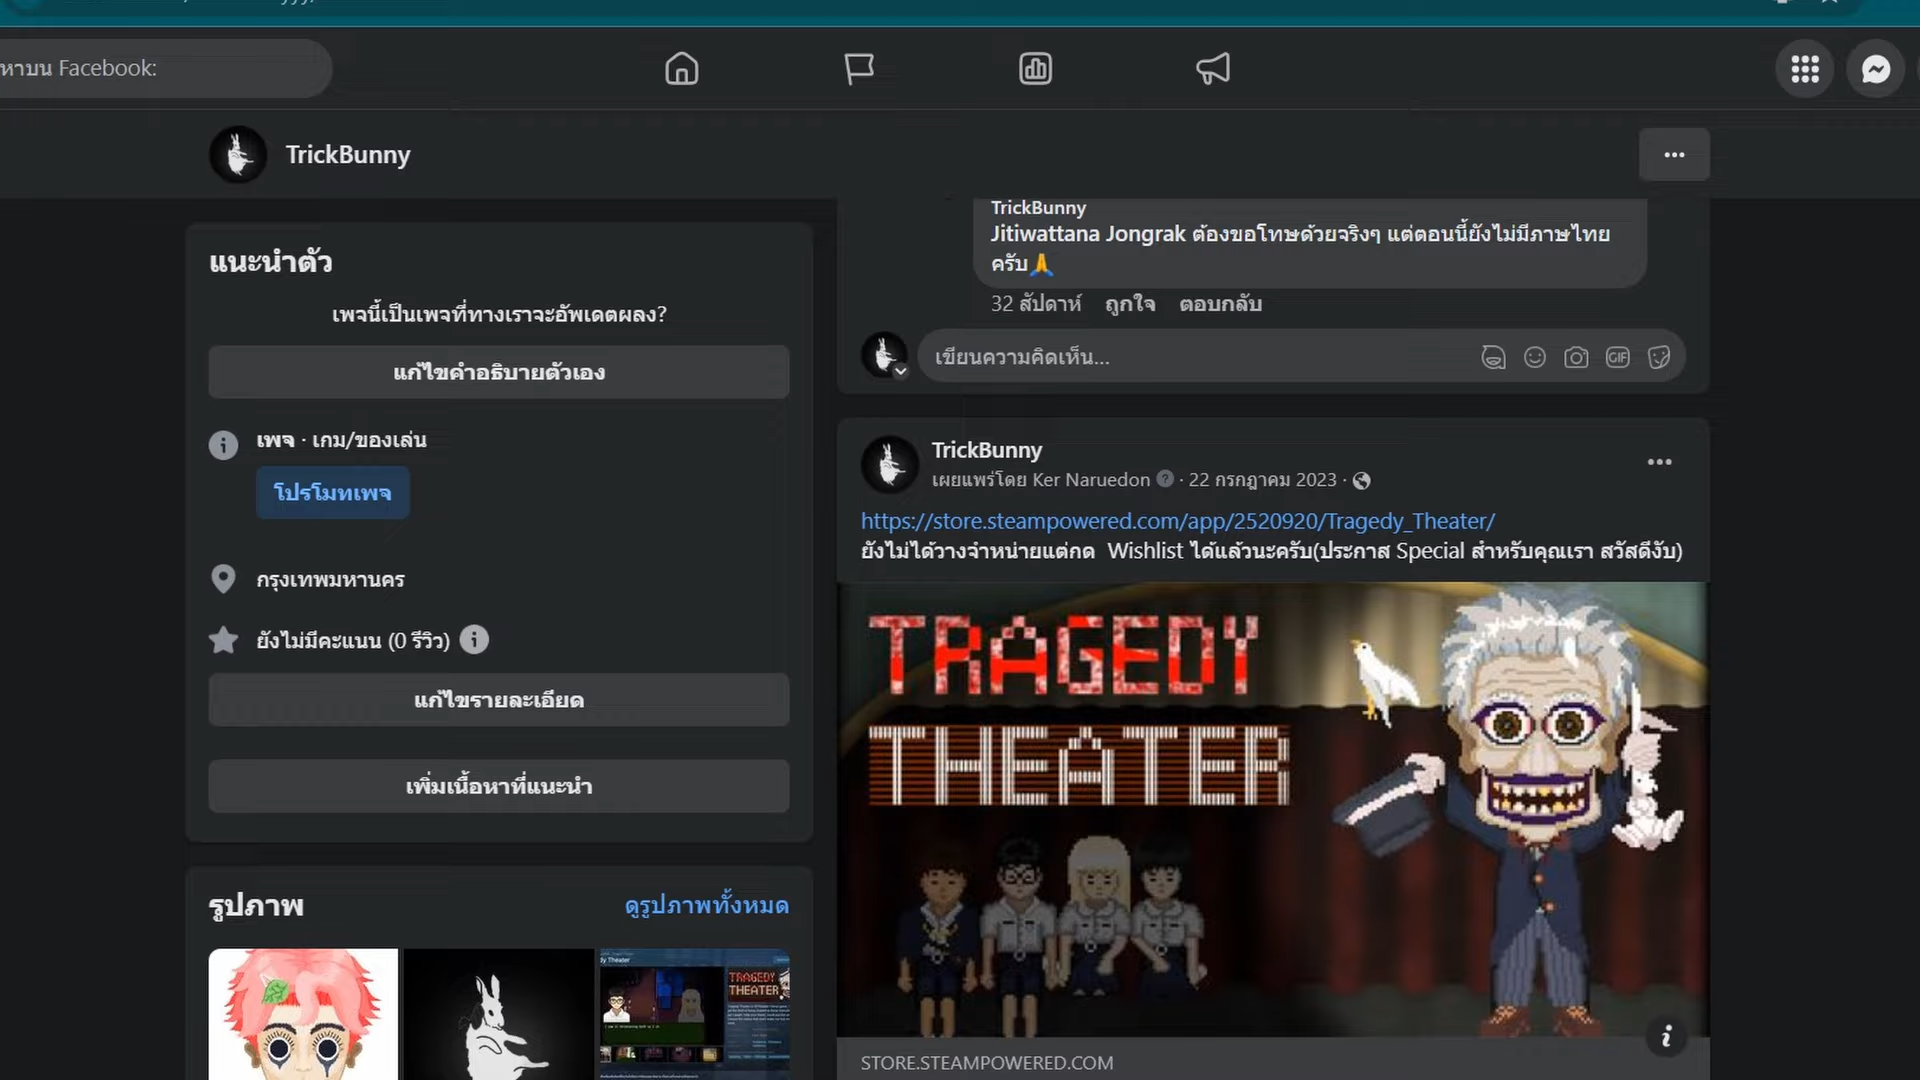 หาบน Facebook:
TrickBunny
แนะนำตัว
เพจนี้เป็นเพจที่ทางเราจะอัพเดตผลง?
แก้ไขคำอธิบายตัวเอง
เพจ · เกม/ของเล่น
โปรโมทเพจ
กรุงเทพมหานคร
ยังไม่มีคะแนน (0 รีวิว)
แก้ไขรายละเอียด
เพิ่มเนื้อหาที่แนะนำ
รูปภาพ
ดูรูปภาพทั้งหมด
TRAGEDY
THEATER
TrickBunny
Jitiwattana Jongrak ต้องขอโทษด้วยจริงๆ แต่ตอนนี้ยังไม่มีภาษาไทย
ครับ🙏
32 สัปดาห์ ถูกใจ ตอบกลับ
เขียนความคิดเห็น...
GIF
TrickBunny
เผยแพร่โดย Ker Naruedon · 22 กรกฎาคม 2023 ·
https://store.steampowered.com/app/2520920/Tragedy_Theater/
ยังไม่ได้วางจำหน่ายแต่กด Wishlist ได้แล้วนะครับ(ประกาส Special สำหรับคุณเรา สวัสดีงับ)
TRAGEDY
THEATER
STORE.STEAMPOWERED.COM